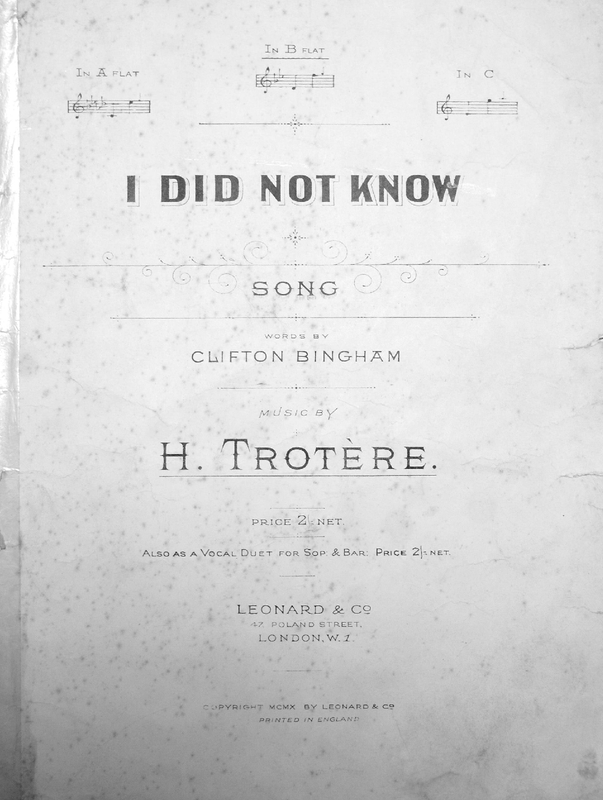 IN B FLAT
IN A FLAT
IN C
I DID NOT KNOW
SONG
WORDS BY
CLIFTON BINGHAM
MUSIC BY
H. TROTÈRE.
PRICE 2/- NET.
ALSO AS A VOCAL DUET FOR SOP. & BAR: PRICE 2/- NET.
LEONARD & CO
47, POLAND STREET,
LONDON, W. 1.
COPYRIGHT MCMX BY LEONARD & CO
PRINTED IN ENGLAND